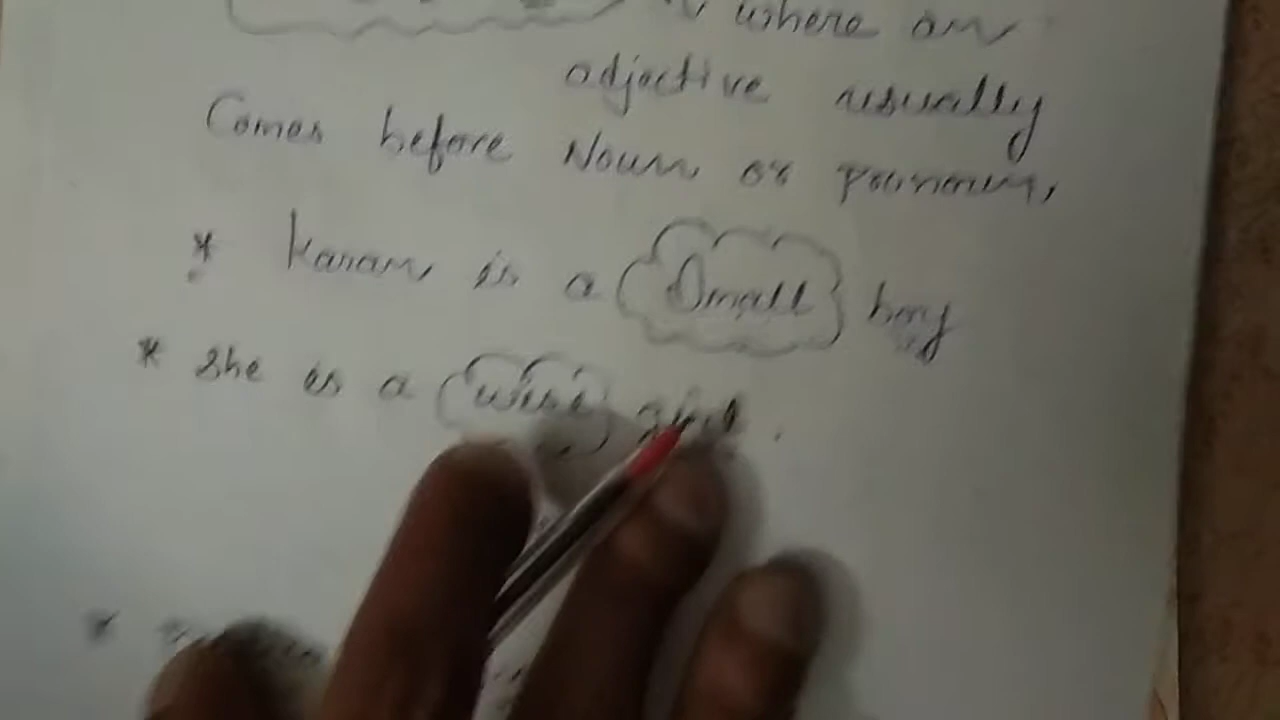 where an
adjective usually
Comes before Noun or pronoun,
* Karan is a Small boy
* She is a wise girl.
*